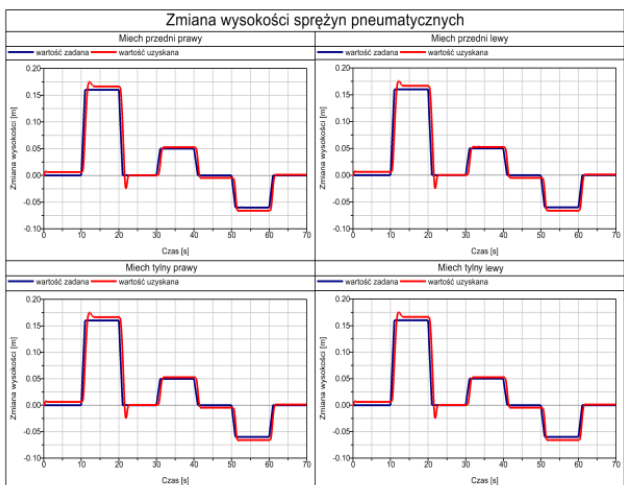 Zmiana wysokości sprężyn pneumatycznych
Miech przedni prawy
wartość zadana wartość uzyskana
Zmiana wysokości [m]
0.20
0.15
0.10
0.05
0.00
-0.05
-0.10
0 10 20 30 40 50 60 70
Czas [s]
Miech przedni lewy
wartość zadana wartość uzyskana
Zmiana wysokości [m]
0.20
0.15
0.10
0.05
0.00
-0.05
-0.10
0 10 20 30 40 50 60 70
Czas [s]
Miech tylny prawy
wartość zadana wartość uzyskana
Zmiana wysokości [m]
0.20
0.15
0.10
0.05
0.00
-0.05
-0.10
0 10 20 30 40 50 60 70
Czas [s]
Miech tylny lewy
wartość zadana wartość uzyskana
Zmiana wysokości [m]
0.20
0.15
0.10
0.05
0.00
-0.05
-0.10
0 10 20 30 40 50 60 70
Czas [s]